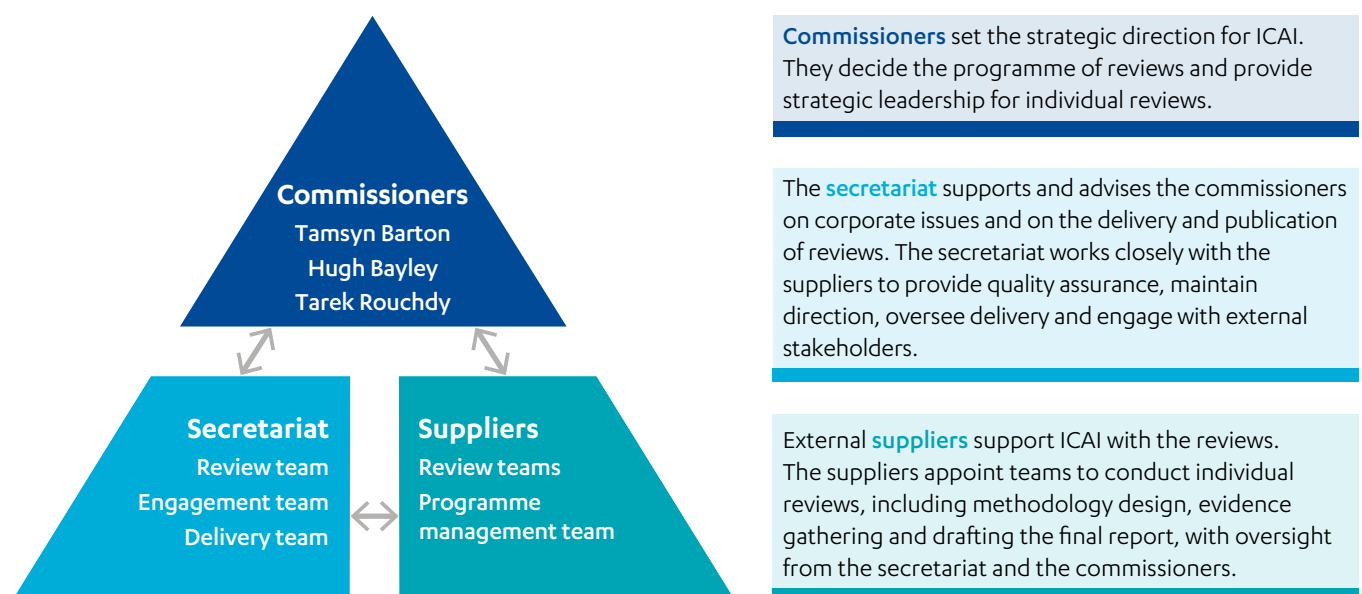 Commissioners
Tamsyn Barton
Hugh Bayley
Tarek Rouchdy
Secretariat
Review team
Engagement team
Delivery team
Suppliers
Review teams
Programme
management team
Commissioners set the strategic direction for ICAI.
They decide the programme of reviews and provide
strategic leadership for individual reviews.
The secretariat supports and advises the commissioners
on corporate issues and on the delivery and publication
of reviews. The secretariat works closely with the
suppliers to provide quality assurance, maintain
direction, oversee delivery and engage with external
stakeholders.
External suppliers support ICAI with the reviews.
The suppliers appoint teams to conduct individual
reviews, including methodology design, evidence
gathering and drafting the final report, with oversight
from the secretariat and the commissioners.